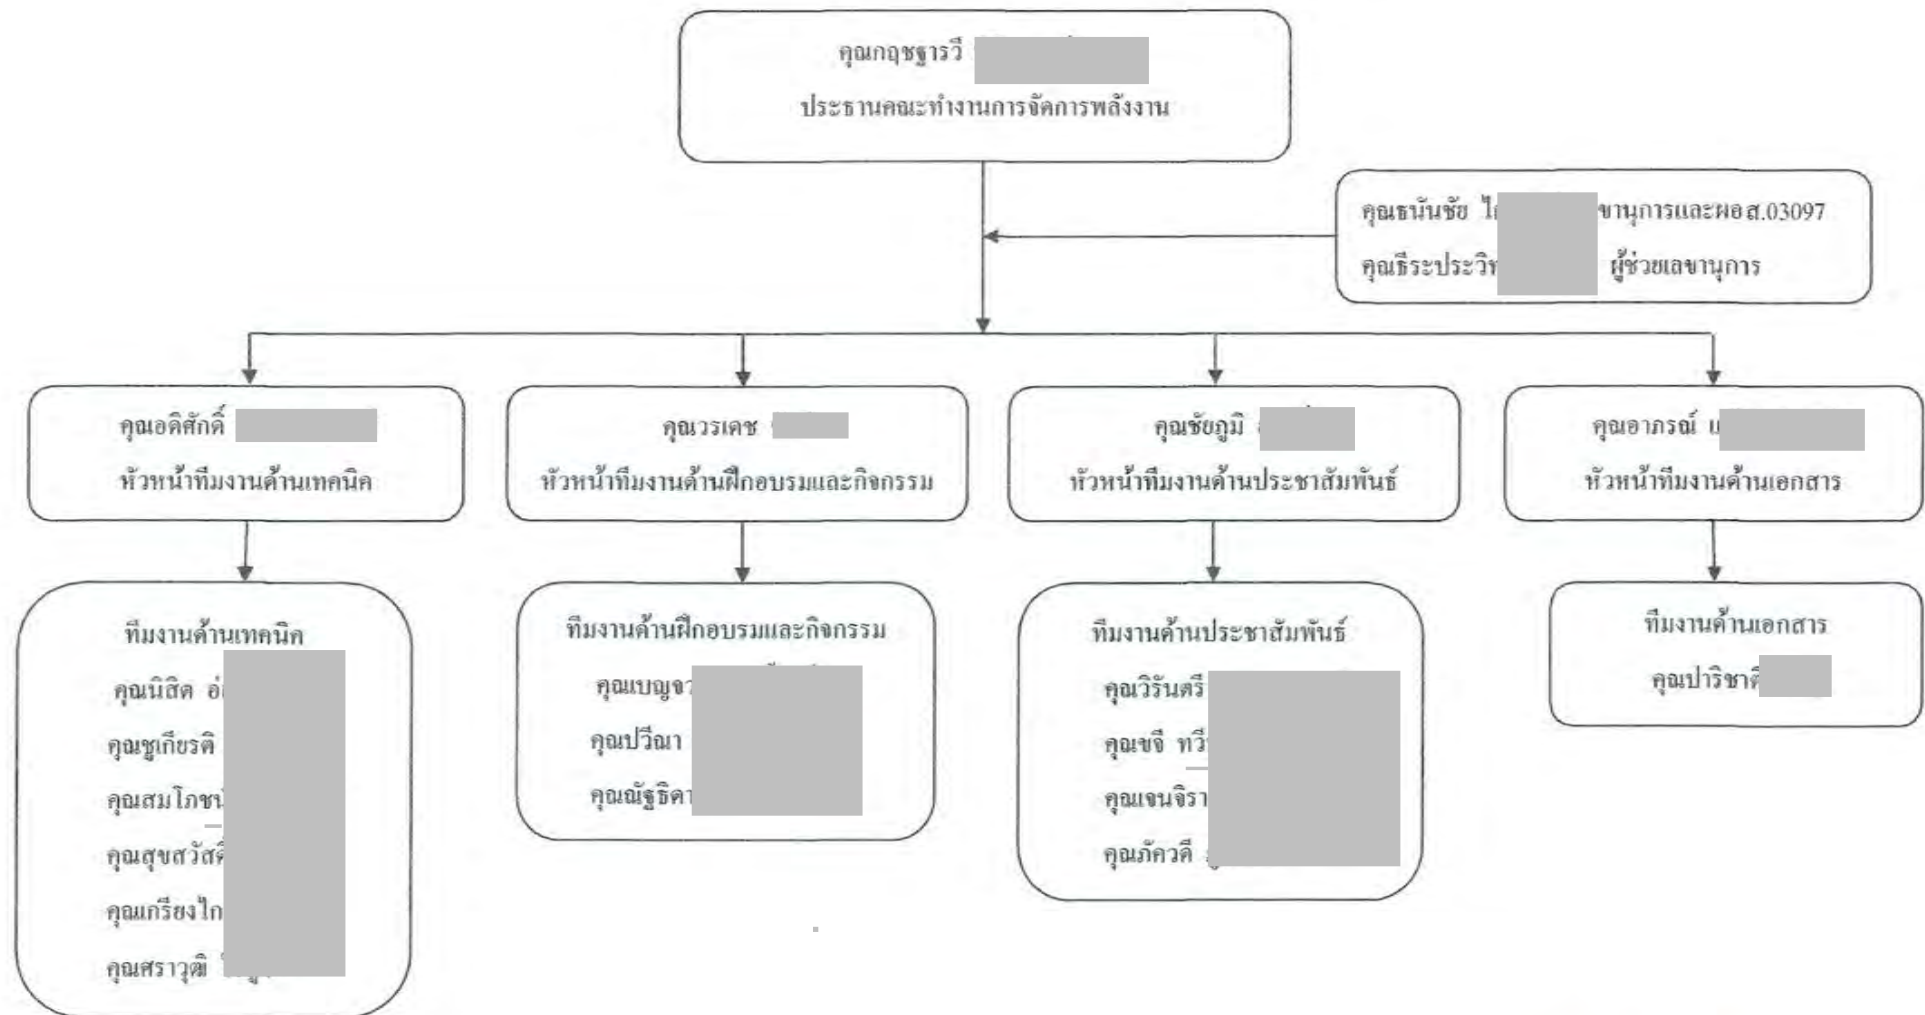 คุณกฤชฐารวี
ประธานคณะทำงานการจัดการพลังงาน
คุณธนันชัย ขานุการและผอส.03097
คุณธีระประวิท ผู้ช่วยเลขานุการ
คุณอดิศักดิ์
หัวหน้าทีมงานด้านเทคนิค
คุณวรเดช
หัวหน้าทีมงานด้านฝึกอบรมและกิจกรรม
คุณชัยภูมิ
หัวหน้าทีมงานด้านประชาสัมพันธ์
คุณอาภรณ์
หัวหน้าทีมงานด้านเอกสาร
ทีมงานด้านเทคนิค
คุณนิสิต
คุณชูเกียรติ
คุณสมโภชน์
คุณสุขสวัสดิ์
คุณเกรียงไก
คุณศราวุฒิ
ทีมงานด้านฝึกอบรมและกิจกรรม
คุณเบญจว
คุณปวีณา
คุณณัฐธิดา
ทีมงานด้านประชาสัมพันธ์
คุณวิรันตรี
คุณขจี ทวี
คุณเจนจิรา
คุณภัควดี
ทีมงานด้านเอกสาร
คุณปาริชาติ